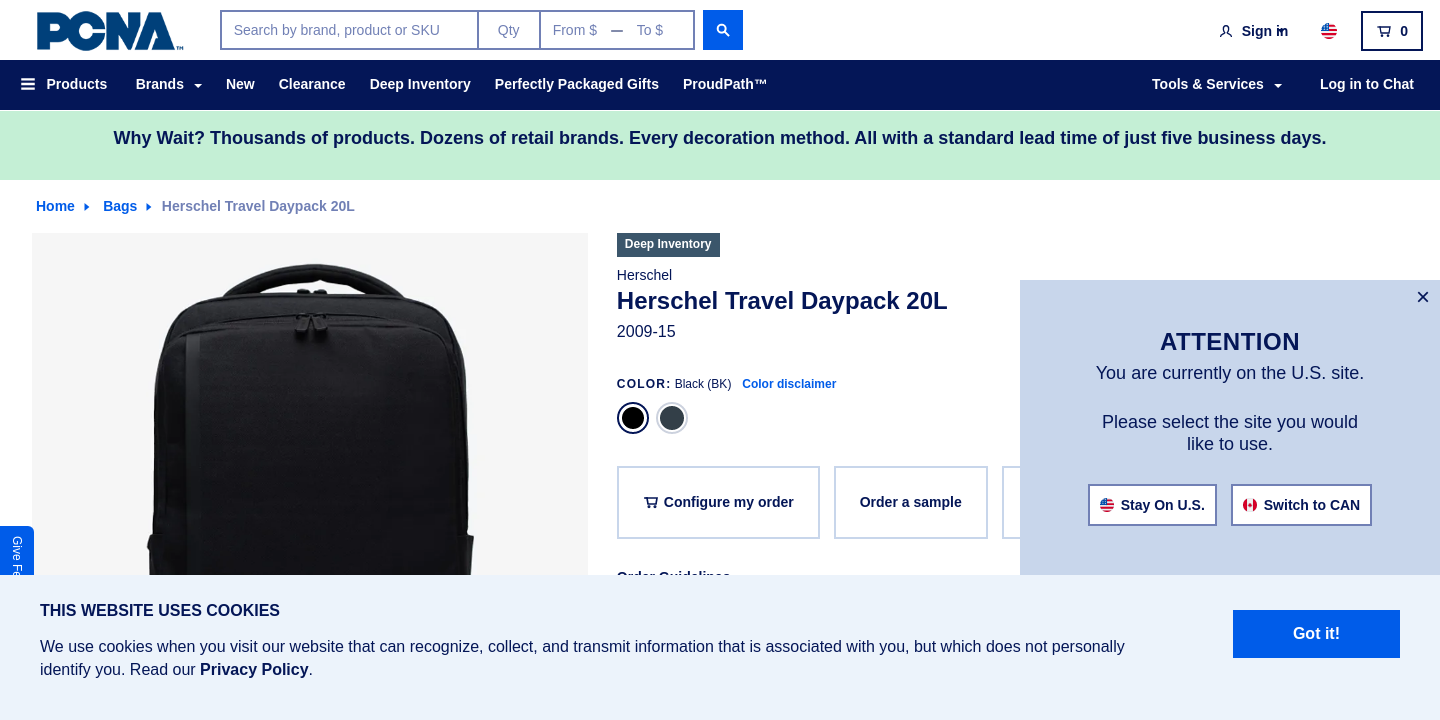 PCNA™
Search by brand, product or SKU
Qty
From $ — To $
Sign in
0
Products
Brands
New
Clearance
Deep Inventory
Perfectly Packaged Gifts
ProudPath™
Tools & Services
Log in to Chat
Why Wait? Thousands of products. Dozens of retail brands. Every decoration method. All with a standard lead time of just five business days.
Home
Bags
Herschel Travel Daypack 20L
Deep Inventory
Herschel
Herschel Travel Daypack 20L
2009-15
COLOR: Black (BK) Color disclaimer
Configure my order
Order a sample
Order Guidelines
×
ATTENTION
You are currently on the U.S. site.
Please select the site you would
like to use.
Stay On U.S.
Switch to CAN
Give
THIS WEBSITE USES COOKIES
We use cookies when you visit our website that can recognize, collect, and transmit information that is associated with you, but which does not personally
identify you. Read our Privacy Policy.
Got it!